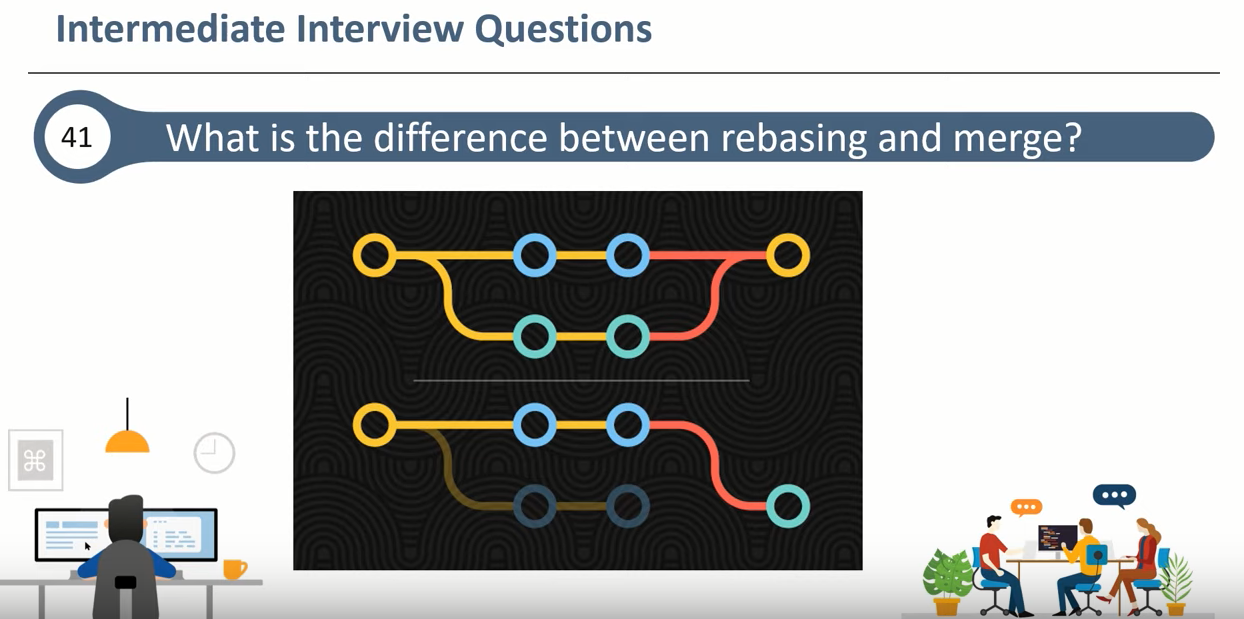 Intermediate Interview Questions
41
What is the difference between rebasing and merge?